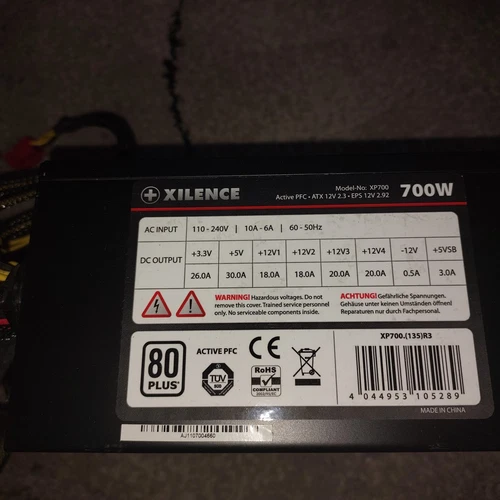 XILENCE
Model-No: XP700
Active PFC • ATX 12V 2.3 • EPS 12V 2.92
700W
AC INPUT 110 - 240V | 10A - 6A | 60 - 50Hz
DC OUTPUT +3.3V +5V +12V1 +12V2 +12V3 +12V4 -12V +5VSB
26.0A 30.0A 18.0A 18.0A 20.0A 20.0A 0.5A 3.0A
WARNING! Hazardous voltages. Do not
remove this cover. Trained service personnel
only. No serviceable components inside.
ACHTUNG! Gefährliche Spannungen.
Gehäuse unter keinen Umständen öffnen!
Reparaturen nur durch Fachpersonal.
80
PLUS
ACTIVE PFC
CE
TÜV
RoHS
COMPLIANT
XP700.(135)R3
4 044953 105289
MADE IN CHINA
AJ1107004660